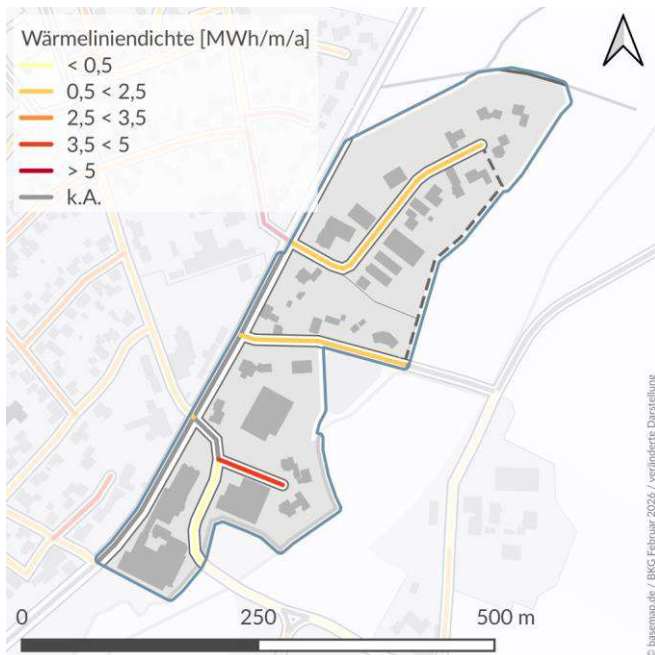 Wärmeliniendichte [MWh/m/a]
< 0,5
0,5 < 2,5
2,5 < 3,5
3,5 < 5
> 5
k.A.
© basemap.de / BKG Februar 2026 / veränderte Darstellung
0 250 500 m